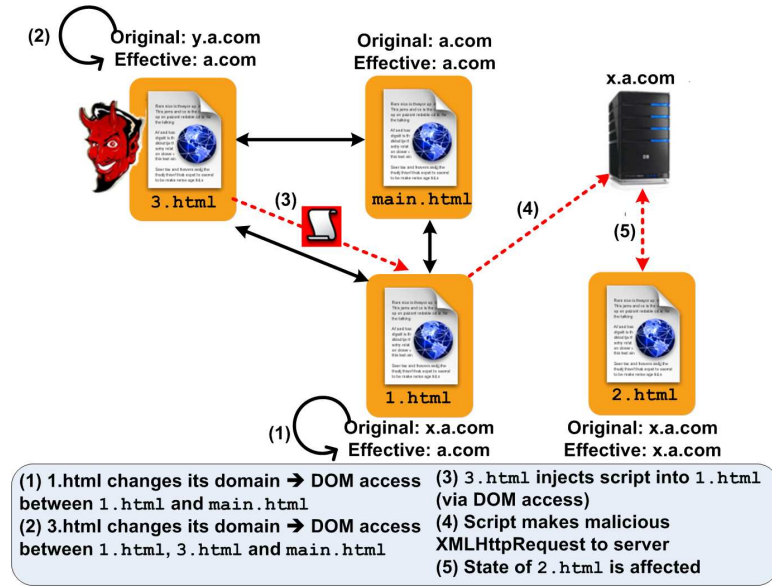 (2)
Original: y.a.com
Effective: a.com
Original: a.com
Effective: a.com
x.a.com
3.html
main.html
(3)
(4)
(5)
1.html
2.html
(1)
Original: x.a.com
Effective: a.com
Original: x.a.com
Effective: x.a.com
(1) 1.html changes its domain ➔ DOM access
between 1.html and main.html
(2) 3.html changes its domain ➔ DOM access
between 1.html, 3.html and main.html
(3) 3.html injects script into 1.html
(via DOM access)
(4) Script makes malicious
XMLHttpRequest to server
(5) State of 2.html is affected